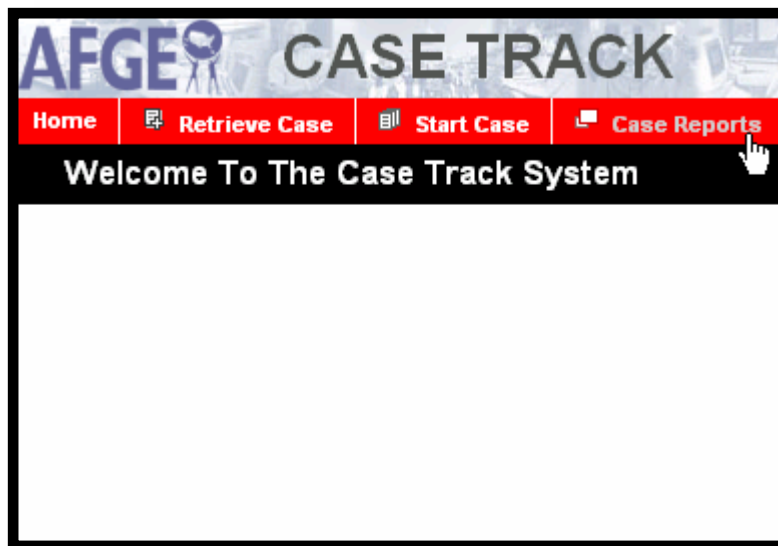 AFGE CASE TRACK
Home Retrieve Case Start Case Case Reports
Welcome To The Case Track System